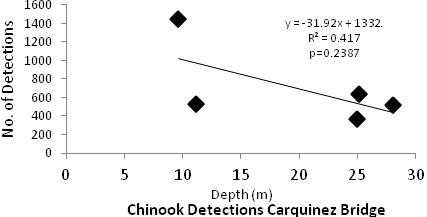 1600
1400
1200
1000
800
600
400
200
0
No. of Detections
y = -31.92x + 1332.
R² = 0.417
p=0.2387
0 5 10 15 20 25 30
Depth (m)
Chinook Detections Carquinez Bridge